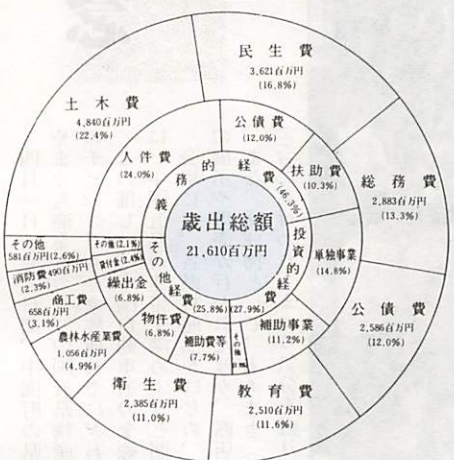 歳出総額
21,610百万円
義務的経費(46.3%)
投資的経費(27.9%)
その他経費(25.8%)
人件費
(24.0%)
公債費
(12.0%)
扶助費
(10.3%)
単独事業
(14.8%)
補助事業
(11.2%)
その他
補助費等
(7.7%)
物件費
(6.8%)
繰出金
(6.8%)
貸付金(2.4%)
その他(2.1%)
民生費
3,621百万円
(16.8%)
総務費
2,883百万円
(13.3%)
公債費
2,586百万円
(12.0%)
教育費
2,510百万円
(11.6%)
衛生費
2,385百万円
(11.0%)
農林水産業費
1,056百万円
(4.9%)
商工費
658百万円
(3.1%)
消防費490百万円
(2.3%)
その他
581百万円(2.6%)
土木費
4,840百万円
(22.4%)